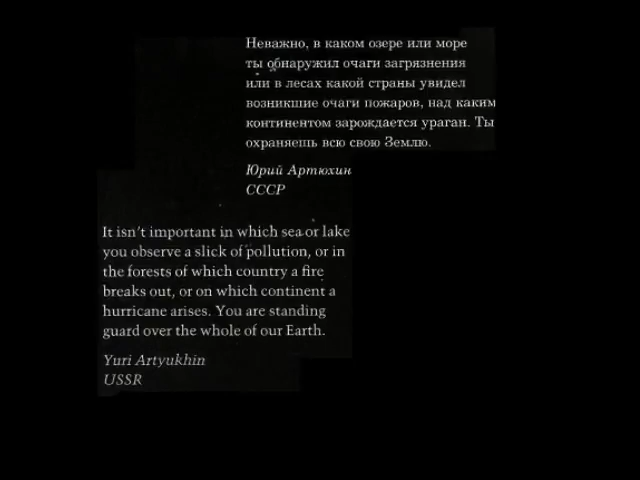 Неважно, в каком озере или море
ты обнаружил очаги загрязнения
или в лесах какой страны увидел
возникшие очаги пожаров, над каким
континентом зарождается ураган. Ты
охраняешь всю свою Землю.
Юрий Артюхин
СССР
It isn't important in which sea or lake
you observe a slick of pollution, or in
the forests of which country a fire
breaks out, or on which continent a
hurricane arises. You are standing
guard over the whole of our Earth.
Yuri Artyukhin
USSR